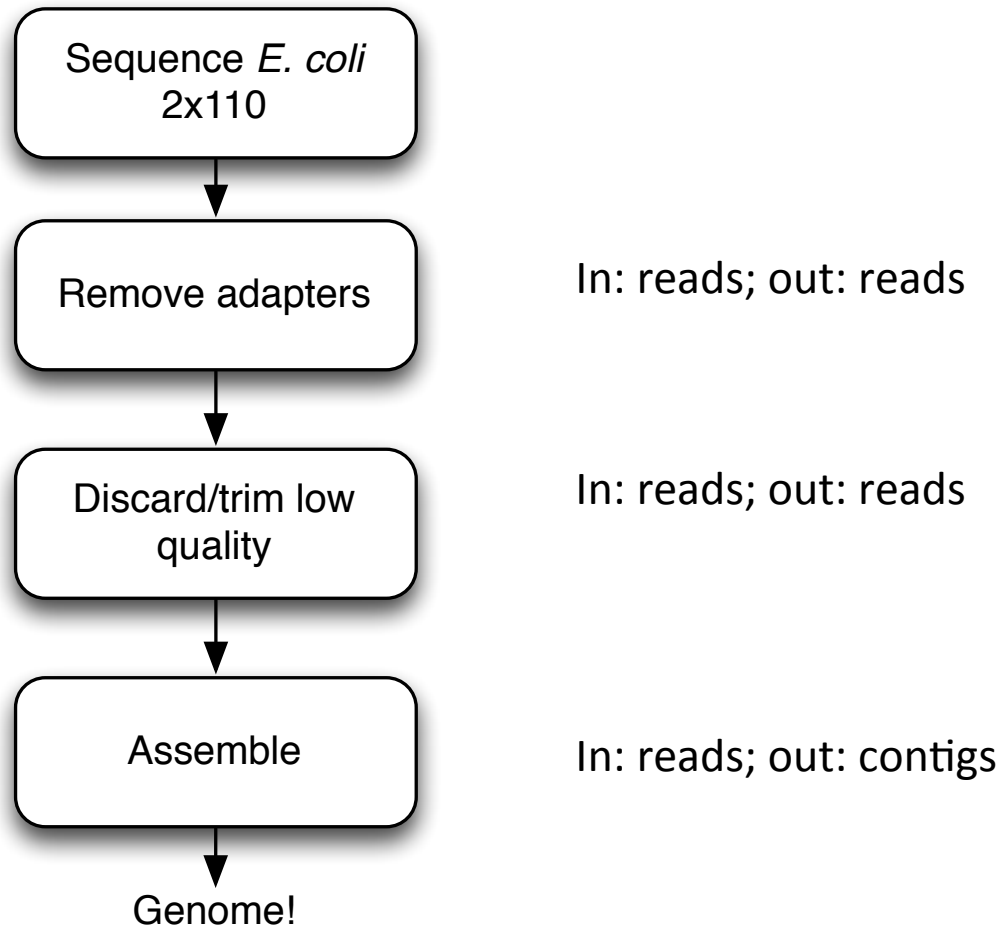 Sequence E. coli
2x110
Remove adapters
In: reads; out: reads
Discard/trim low
quality
In: reads; out: reads
Assemble
In: reads; out: contigs
Genome!